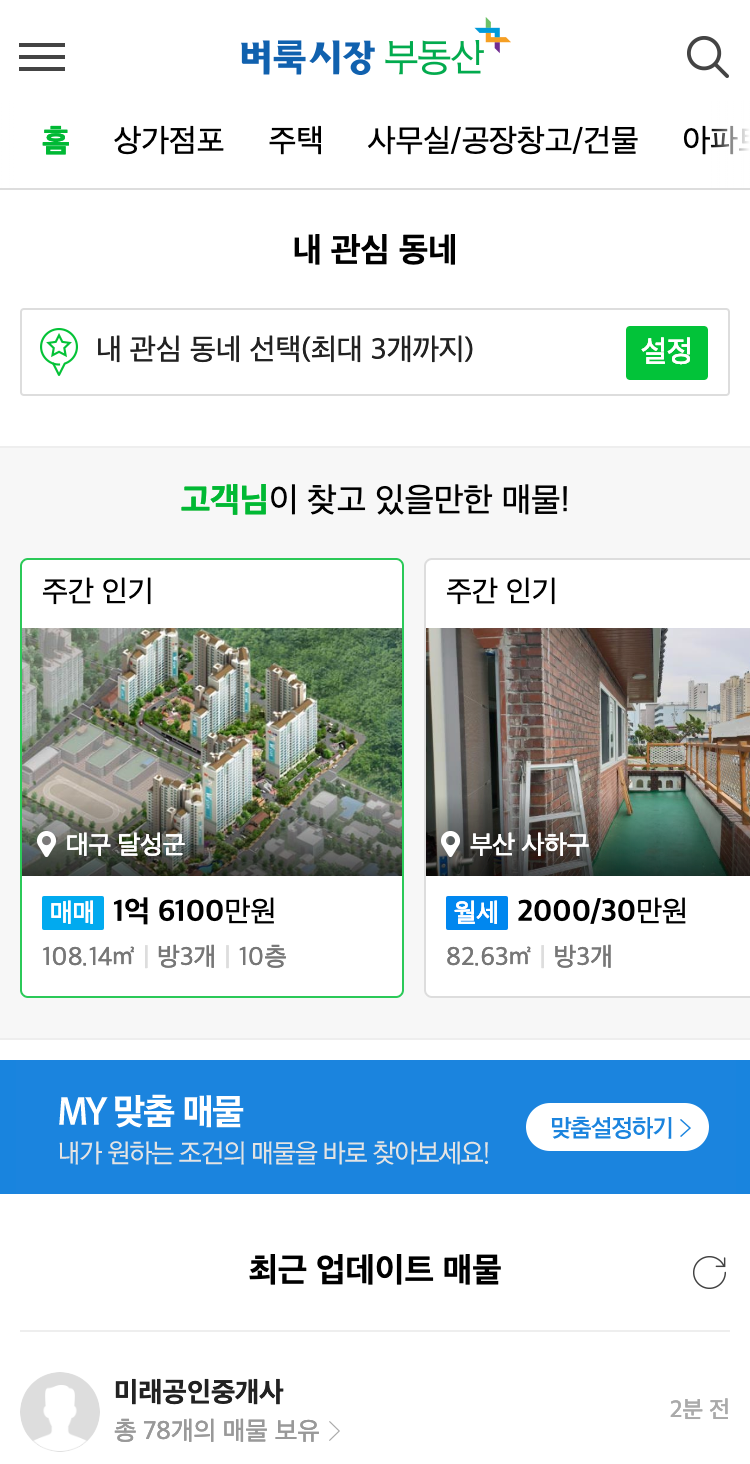 벼룩시장 부동산
홈 상가점포 주택 사무실/공장창고/건물 아파
내 관심 동네
내 관심 동네 선택(최대 3개까지) 설정
고객님이 찾고 있을만한 매물!
주간 인기
대구 달성군
매매 1억 6100만원
108.14㎡ | 방3개 | 10층
주간 인기
부산 사하구
월세 2000/30만원
82.63㎡ | 방3개
MY 맞춤 매물
내가 원하는 조건의 매물을 바로 찾아보세요!
맞춤설정하기 >
최근 업데이트 매물
미래공인중개사
총 78개의 매물 보유 >
2분 전